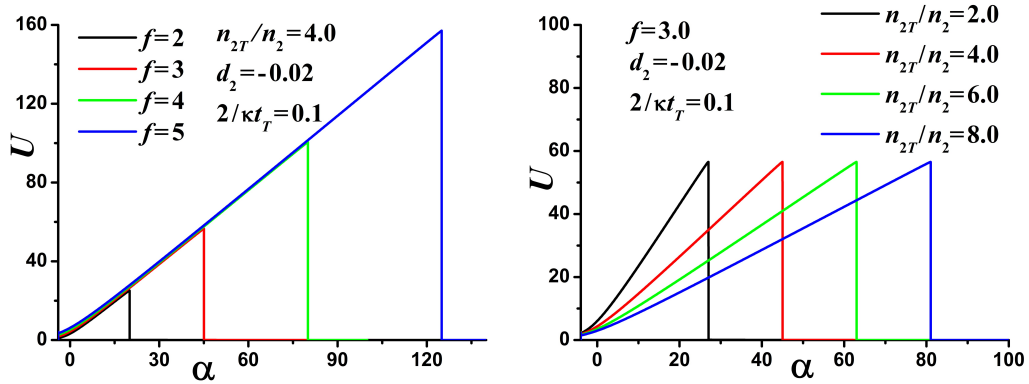 160
120
80
40
0
U
f=2
f=3
f=4
f=5
n2T/n2=4.0
d2=-0.02
2/κtT=0.1
0 30 60 90 120
α
100
80
60
40
20
0
U
f=3.0
d2=-0.02
2/κtT=0.1
n2T/n2=2.0
n2T/n2=4.0
n2T/n2=6.0
n2T/n2=8.0
0 20 40 60 80 100
α